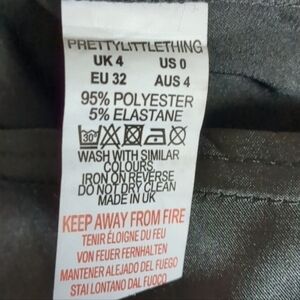 PRETTYLITTLETHING
UK 4 US 0
EU 32 AUS 4
95% POLYESTER
5% ELASTANE
30°
WASH WITH SIMILAR
COLOURS
IRON ON REVERSE
DO NOT DRY CLEAN
MADE IN UK
KEEP AWAY FROM FIRE
TENIR ÉLOIGNE DU FEU
VON FEUER FERNHALTEN
MANTENER ALEJADO DEL FUEGO
STAI LONTANO DAL FUOCO